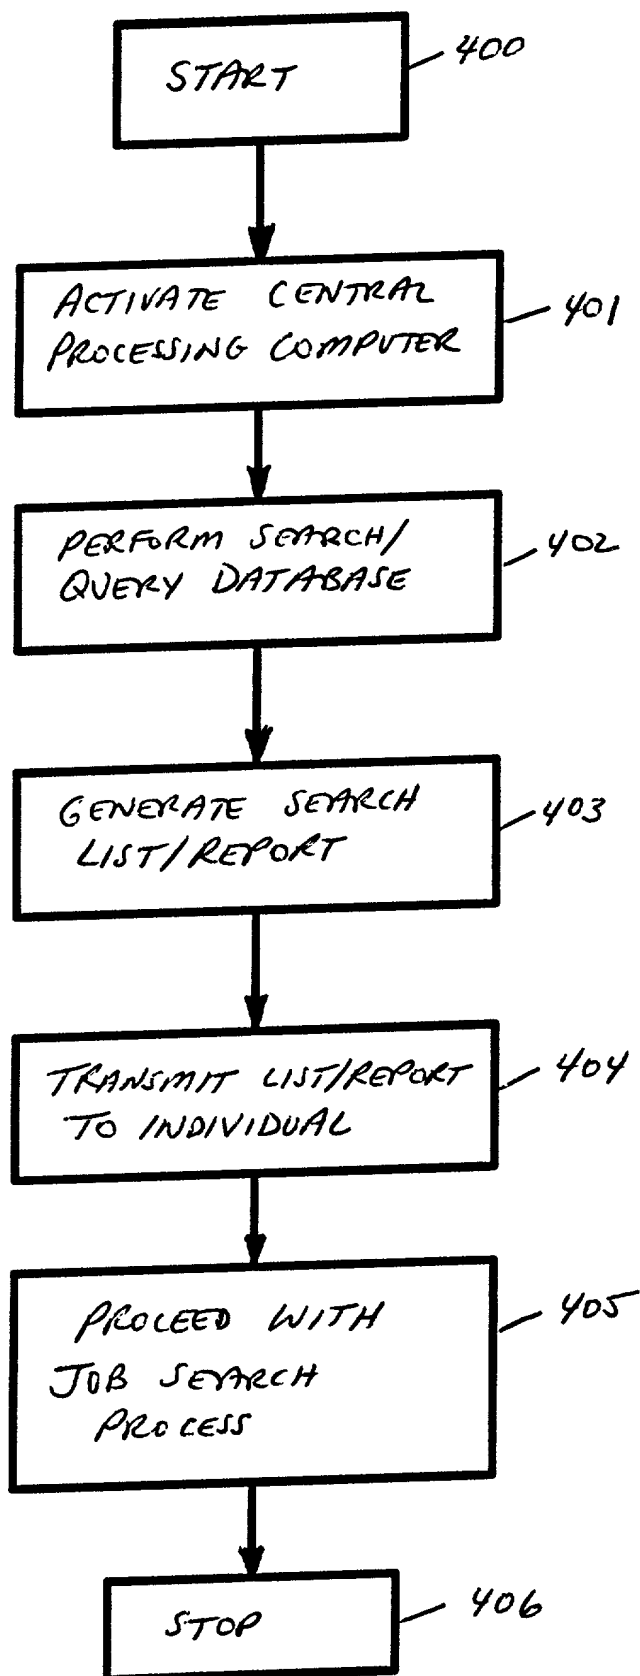 START
400
ACTIVATE CENTRAL
PROCESSING COMPUTER
401
PERFORM SEARCH/
QUERY DATABASE
402
GENERATE SEARCH
LIST/REPORT
403
TRANSMIT LIST/REPORT
TO INDIVIDUAL
404
PROCEED WITH
JOB SEARCH
PROCESS
405
STOP
406